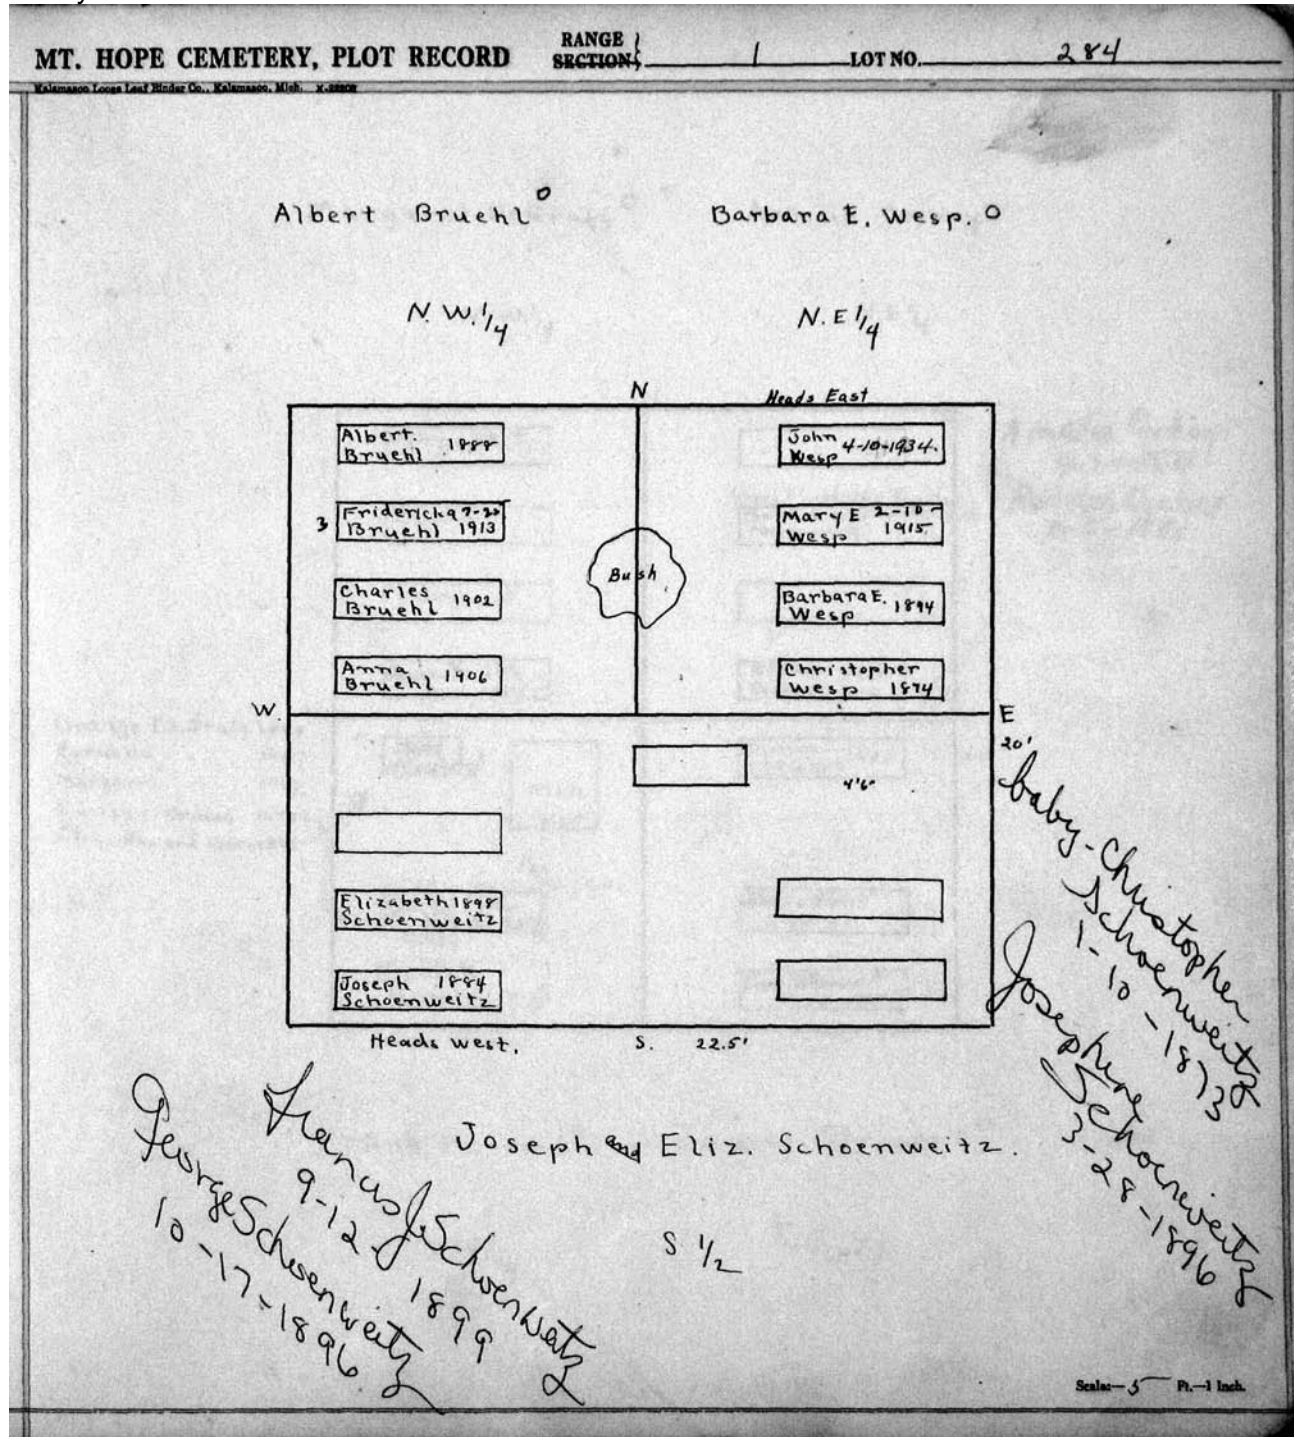 MT. HOPE CEMETERY, PLOT RECORD
RANGE
SECTION 1 LOT NO. 284
Kalamazoo Loose Leaf Binder Co., Kalamazoo, Mich.
Albert Bruehl O
Barbara E. Wesp. O
N. W. 1/4
N. E 1/4
N
Heads East
Albert. 1888
Bruehl
John 4-10-1934.
Wesp
3
Fridericka 7-25
Bruehl 1913
Mary E 2-10-
Wesp 1915.
Bush
Charles 1902
Bruehl
Barbara E. 1894
Wesp
Anna 1906
Bruehl
Christopher
Wesp 1874
W.
E
20'
4'6"
Elizabeth 1898
Schoenweitz
Joseph 1884
Schoenweitz
Heads west.
S.
22.5'
baby-Christopher
Schoenweitz
1-10-1873
Josephine
Schoenweitz
3-28-1896
Joseph and Eliz. Schoenweitz.
S 1/2
Francis J. Schoenweitz
9-12 1899
George Schoenweitz
10-17-1896
Scale:— 5 Ft.—1 Inch.